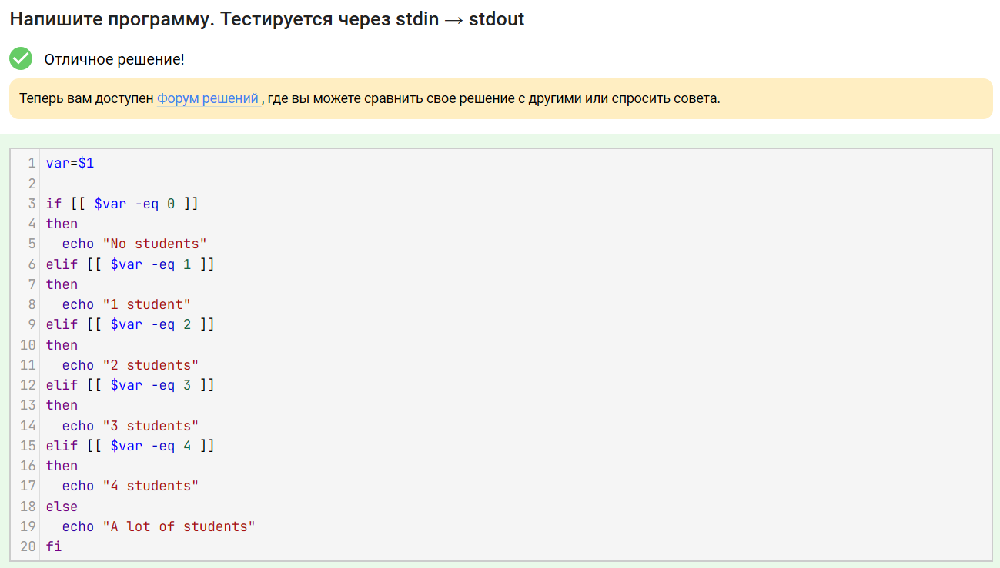 Напишите программу. Тестируется через stdin → stdout
Отличное решение!
Теперь вам доступен Форум решений , где вы можете сравнить свое решение с другими или спросить совета.
1 var=$1
2
3 if [[ $var -eq 0 ]]
4 then
5   echo "No students"
6 elif [[ $var -eq 1 ]]
7 then
8   echo "1 student"
9 elif [[ $var -eq 2 ]]
10 then
11   echo "2 students"
12 elif [[ $var -eq 3 ]]
13 then
14   echo "3 students"
15 elif [[ $var -eq 4 ]]
16 then
17   echo "4 students"
18 else
19   echo "A lot of students"
20 fi